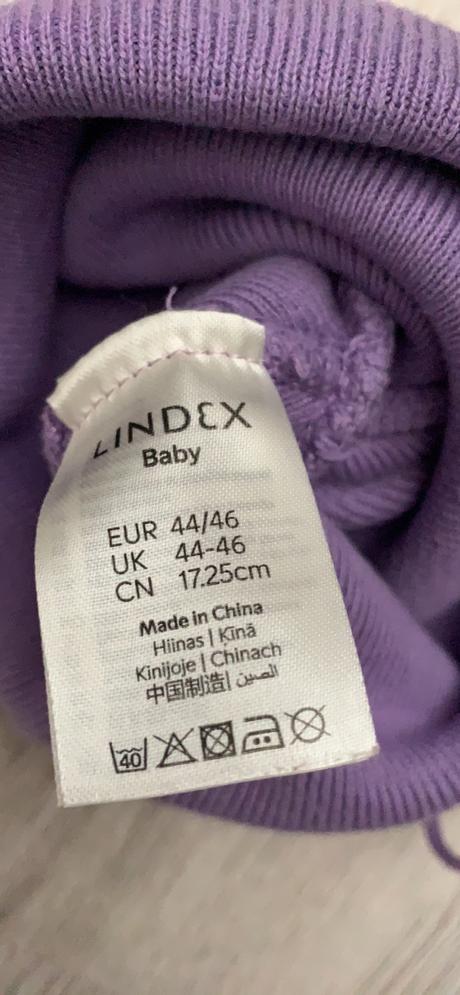 LINDEX
Baby
EUR 44/46
UK 44-46
CN 17.25cm
Made in China
Hiinas | Ķīnā
Kinijoje | Chinach
中国制造 | الصين
40